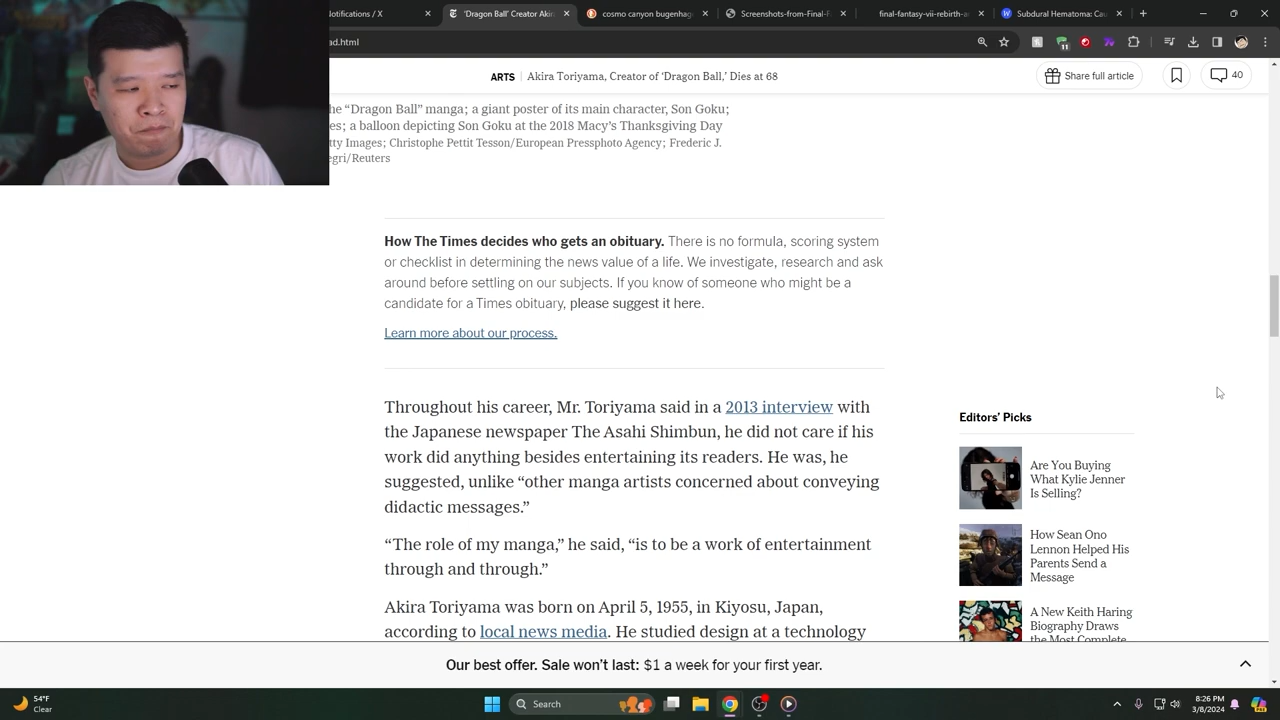 otifications / X
'Dragon Ball' Creator Akir
cosmo canyon bugenhag
Screenshots-from-Final-F
final-fantasy-vii-rebirth-a
Subdural Hematoma: Cau
ad.html
ARTS | Akira Toriyama, Creator of ‘Dragon Ball,’ Dies at 68
Share full article
40
he “Dragon Ball” manga; a giant poster of its main character, Son Goku;
es; a balloon depicting Son Goku at the 2018 Macy’s Thanksgiving Day
tty Images; Christophe Pettit Tesson/European Pressphoto Agency; Frederic J.
egri/Reuters
How The Times decides who gets an obituary. There is no formula, scoring system
or checklist in determining the news value of a life. We investigate, research and ask
around before settling on our subjects. If you know of someone who might be a
candidate for a Times obituary, please suggest it here.
Learn more about our process.
Throughout his career, Mr. Toriyama said in a 2013 interview with
the Japanese newspaper The Asahi Shimbun, he did not care if his
work did anything besides entertaining its readers. He was, he
suggested, unlike “other manga artists concerned about conveying
didactic messages.”
“The role of my manga,” he said, “is to be a work of entertainment
through and through.”
Akira Toriyama was born on April 5, 1955, in Kiyosu, Japan,
according to local news media. He studied design at a technology
Editors’ Picks
Are You Buying
What Kylie Jenner
Is Selling?
How Sean Ono
Lennon Helped His
Parents Send a
Message
A New Keith Haring
Biography Draws
the Most Complete
Our best offer. Sale won’t last: $1 a week for your first year.
54°F
Clear
Search
8:26 PM
3/8/2024